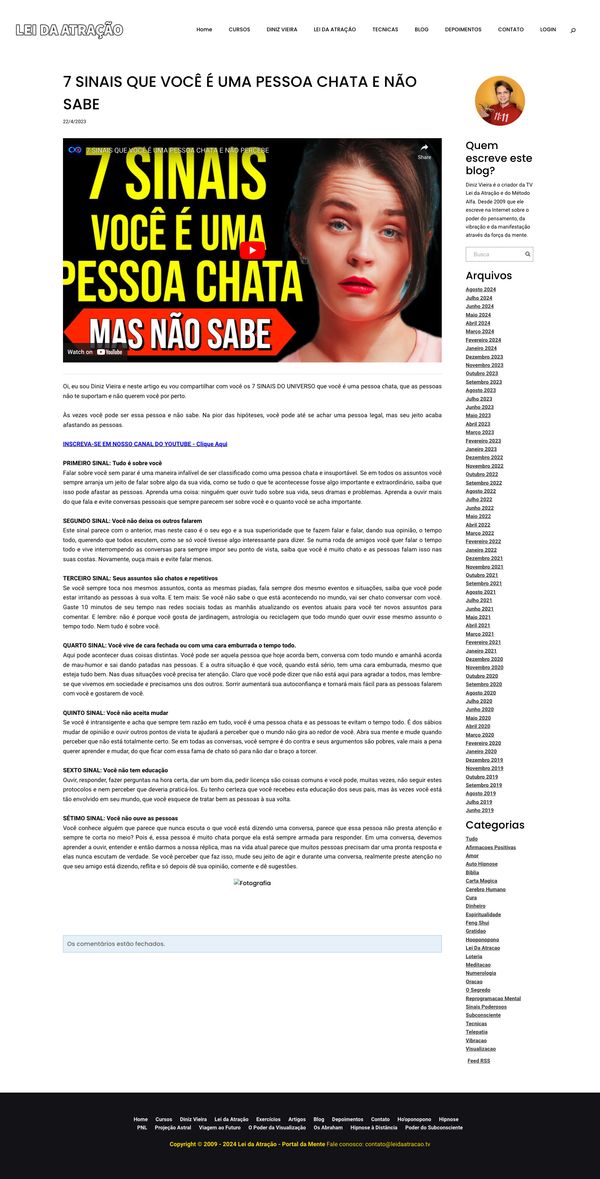 LEI DA ATRAÇÃO
Home CURSOS DINIZ VIEIRA LEI DA ATRAÇÃO TECNICAS BLOG DEPOIMENTOS CONTATO LOGIN
7 SINAIS QUE VOCÊ É UMA PESSOA CHATA E NÃO
SABE
22/4/2023
7 SINAIS QUE VOCÊ É UMA PESSOA CHATA E NÃO PERCEBE
Share
7 SINAIS
VOCÊ É UMA
PESSOA CHATA
MAS NÃO SABE
Watch on YouTube
Oi, eu sou Diniz Vieira e neste artigo eu vou compartilhar com você os 7 SINAIS DO UNIVERSO que você é uma pessoa chata, que as pessoas
não te suportam e não querem você por perto.
Às vezes você pode ser essa pessoa e não sabe. Na pior das hipóteses, você pode até se achar uma pessoa legal, mas seu jeito acaba
afastando as pessoas.
INSCREVA-SE EM NOSSO CANAL DO YOUTUBE - Clique Aqui
PRIMEIRO SINAL: Tudo é sobre você
Falar sobre você sem parar é uma maneira infalível de ser classificado como uma pessoa chata e insuportável. Se em todos os assuntos você
sempre arranja um jeito de falar sobre algo da sua vida, como se tudo o que te acontecesse fosse algo importante e extraordinário, saiba que
isso pode afastar as pessoas. Aprenda uma coisa: ninguém quer ouvir tudo sobre sua vida, seus dramas e problemas. Aprenda a ouvir mais
do que fala e evite conversas pessoais que sempre parecem ser sobre você e o quanto você se acha importante.
SEGUNDO SINAL: Você não deixa os outros falarem
Este sinal parece com o anterior, mas neste caso é o seu ego e a sua superioridade que te fazem falar e falar, dando sua opinião, o tempo
todo, querendo que todos escutem, como se só você tivesse algo interessante para dizer. Se numa roda de amigos você quer falar o tempo
todo e vive interrompendo as conversas para sempre impor seu ponto de vista, saiba que você é muito chato e as pessoas falam isso nas
suas costas. Novamente, ouça mais e evite falar menos.
TERCEIRO SINAL: Seus assuntos são chatos e repetitivos
Se você sempre toca nos mesmos assuntos, conta as mesmas piadas, fala sempre dos mesmo eventos e situações, saiba que você pode
estar irritando as pessoas à sua volta. E tem mais: Se você não sabe o que está acontecendo no mundo, vai ser chato conversar com você.
Gaste 10 minutos de seu tempo nas redes sociais todas as manhãs atualizando os eventos atuais para você ter novos assuntos para
comentar. E lembre: não é porque você gosta de jardinagem, astrologia ou reciclagem que todo mundo quer ouvir esse mesmo assunto o
tempo todo. Nem tudo é sobre você.
QUARTO SINAL: Você vive de cara fechada ou com uma cara emburrada o tempo todo.
Aqui pode acontecer duas coisas distintas. Você pode ser aquela pessoa que hoje acorda bem, conversa com todo mundo e amanhã acorda
de mau-humor e sai dando patadas nas pessoas. E a outra situação é que você, quando está sério, tem uma cara emburrada, mesmo que
esteja tudo bem. Nas duas situações você precisa ter atenção. Claro que você pode dizer que não está aqui para agradar a todos, mas lembre-
se que vivemos em sociedade e precisamos uns dos outros. Sorrir aumentará sua autoconfiança e tornará mais fácil para as pessoas falarem
com você e gostarem de você.
QUINTO SINAL: Você não aceita mudar
Se você é intransigente e acha que sempre tem razão em tudo, você é uma pessoa chata e as pessoas te evitam o tempo todo. É dos sábios
mudar de opinião e ouvir outros pontos de vista te ajudará a perceber que o mundo não gira ao redor de você. Abra sua mente e mude quando
perceber que não está totalmente certo. Se em todas as conversas, você sempre é do contra e seus argumentos são pobres, vale mais a pena
querer aprender e mudar, do que ficar com essa fama de chato só para não dar o braço a torcer.
SEXTO SINAL: Você não tem educação
Ouvir, responder, fazer perguntas na hora certa, dar um bom dia, pedir licença são coisas comuns e você pode, muitas vezes, não seguir estes
protocolos e nem perceber que deveria praticá-los. Eu tenho certeza que você recebeu esta educação dos seus pais, mas às vezes você está
tão envolvido em seu mundo, que você esquece de tratar bem as pessoas à sua volta.
SÉTIMO SINAL: Você não ouve as pessoas
Você conhece alguém que parece que nunca escuta o que você está dizendo uma conversa, parece que essa pessoa não presta atenção e
sempre te corta no meio? Pois é, essa pessoa é muito chata porque ela está sempre armada para responder. Em uma conversa, devemos
aprender a ouvir, entender e então darmos a nossa réplica, mas na vida atual parece que muitos pessoas precisam dar uma pronta resposta e
elas nunca escutam de verdade. Se você perceber que faz isso, mude seu jeito de agir e durante uma conversa, realmente preste atenção no
que seu amigo está dizendo, reflita e só depois dê sua opinião, comente e dê sugestões.
Fotografia
Os comentários estão fechados.
11:11
Quem
escreve este
blog?
Diniz Vieira é o criador da TV
Lei da Atração e do Método
Alfa. Desde 2009 que ele
escreve na Internet sobre o
poder do pensamento, da
vibração e da manifestação
através da força da mente.
Busca
Arquivos
Agosto 2024
Julho 2024
Junho 2024
Maio 2024
Abril 2024
Março 2024
Fevereiro 2024
Janeiro 2024
Dezembro 2023
Novembro 2023
Outubro 2023
Setembro 2023
Agosto 2023
Julho 2023
Junho 2023
Maio 2023
Abril 2023
Março 2023
Fevereiro 2023
Janeiro 2023
Dezembro 2022
Novembro 2022
Outubro 2022
Setembro 2022
Agosto 2022
Julho 2022
Junho 2022
Maio 2022
Abril 2022
Março 2022
Fevereiro 2022
Janeiro 2022
Dezembro 2021
Novembro 2021
Outubro 2021
Setembro 2021
Agosto 2021
Julho 2021
Junho 2021
Maio 2021
Abril 2021
Março 2021
Fevereiro 2021
Janeiro 2021
Dezembro 2020
Novembro 2020
Outubro 2020
Setembro 2020
Agosto 2020
Julho 2020
Junho 2020
Maio 2020
Abril 2020
Março 2020
Fevereiro 2020
Janeiro 2020
Dezembro 2019
Novembro 2019
Outubro 2019
Setembro 2019
Agosto 2019
Julho 2019
Junho 2019
Categorias
Tudo
Afirmacoes Positivas
Amor
Auto Hipnose
Biblia
Carta Magica
Cerebro Humano
Cura
Dinheiro
Espiritualidade
Feng Shui
Gratidao
Hooponopono
Lei Da Atracao
Loteria
Meditacao
Numerologia
Oracao
O Segredo
Reprogramacao Mental
Sinais Poderosos
Subconsciente
Tecnicas
Telepatia
Vibracao
Visualizacao
Feed RSS
Home Cursos Diniz Vieira Lei da Atração Exercícios Artigos Blog Depoimentos Contato Ho'oponopono Hipnose
PNL Projeção Astral Viagem ao Futuro O Poder da Visualização Os Abraham Hipnose à Distância Poder do Subconsciente
Copyright © 2009 - 2024 Lei da Atração - Portal da Mente Fale conosco: contato@leidaatracao.tv